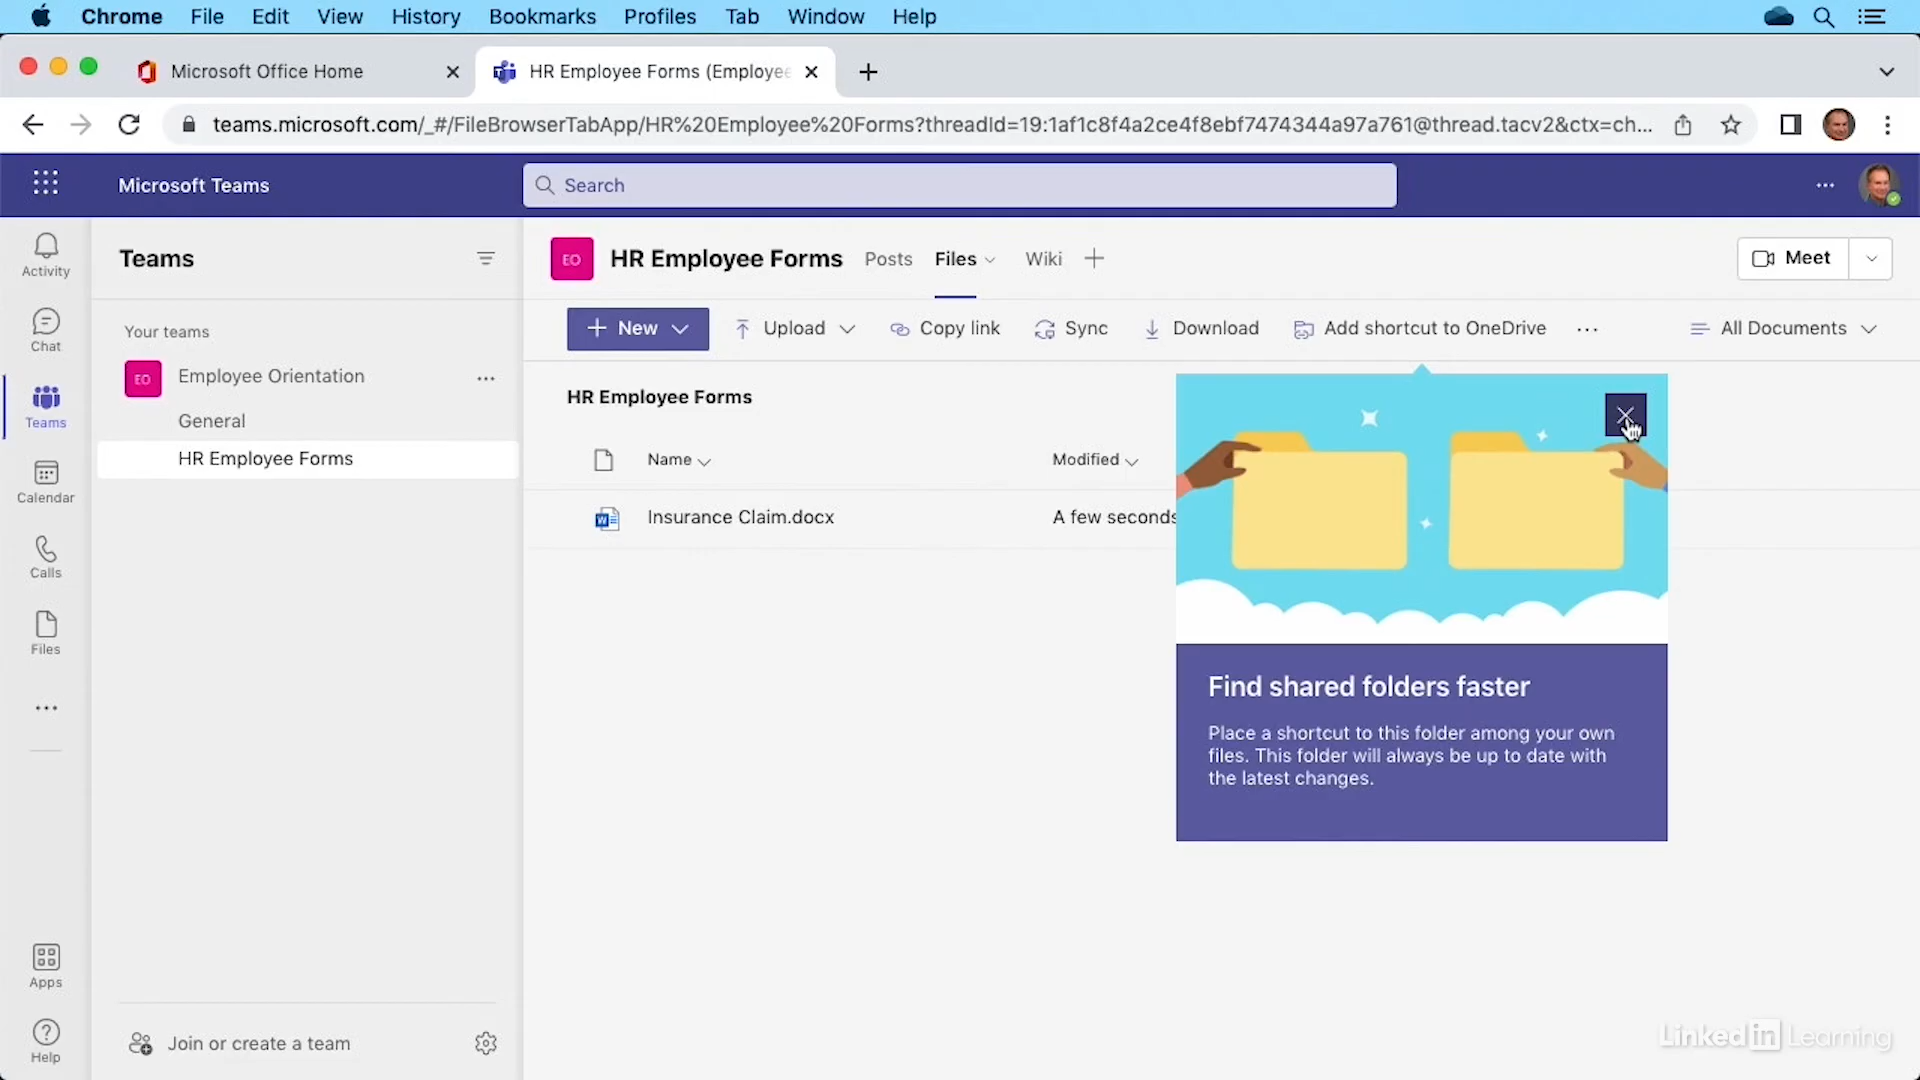 Chrome File Edit View History Bookmarks Profiles Tab Window Help
Microsoft Office Home
HR Employee Forms (Employee
teams.microsoft.com/_#/FileBrowserTabApp/HR%20Employee%20Forms?threadId=19:1af1c8f4a2ce4f8ebf7474344a97a761@thread.tacv2&ctx=ch...
Microsoft Teams
Search
Activity
Chat
Teams
Calendar
Calls
Files
Apps
Help
Teams
Your teams
EO Employee Orientation
General
HR Employee Forms
Join or create a team
EO HR Employee Forms Posts Files Wiki
Meet
New Upload Copy link Sync Download Add shortcut to OneDrive All Documents
HR Employee Forms
Name Modified
W Insurance Claim.docx A few seconds
Find shared folders faster
Place a shortcut to this folder among your own
files. This folder will always be up to date with
the latest changes.
Linked in Learning